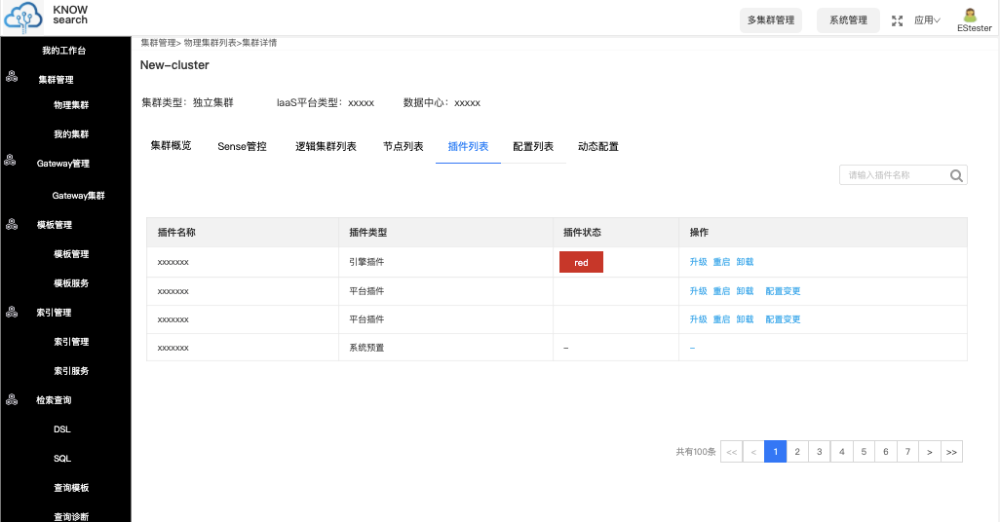 KNOW
search
多集群管理
系统管理
应用
EStester
我的工作台
集群管理
物理集群
我的集群
Gateway管理
Gateway集群
模板管理
模板管理
模板服务
索引管理
索引管理
索引服务
检索查询
DSL
SQL
查询模板
查询诊断
集群管理> 物理集群列表>集群详情
New-cluster
集群类型：独立集群 IaaS平台类型：xxxxx 数据中心：xxxxx
集群概览 Sense管控 逻辑集群列表 节点列表 插件列表 配置列表 动态配置
请输入插件名称
插件名称 插件类型 插件状态 操作
xxxxxxx 引擎插件 red 升级 重启 卸载
xxxxxxx 平台插件 升级 重启 卸载 配置变更
xxxxxxx 平台插件 升级 重启 卸载 配置变更
xxxxxxx 系统预置 - -
共有100条 << < 1 2 3 4 5 6 7 > >>